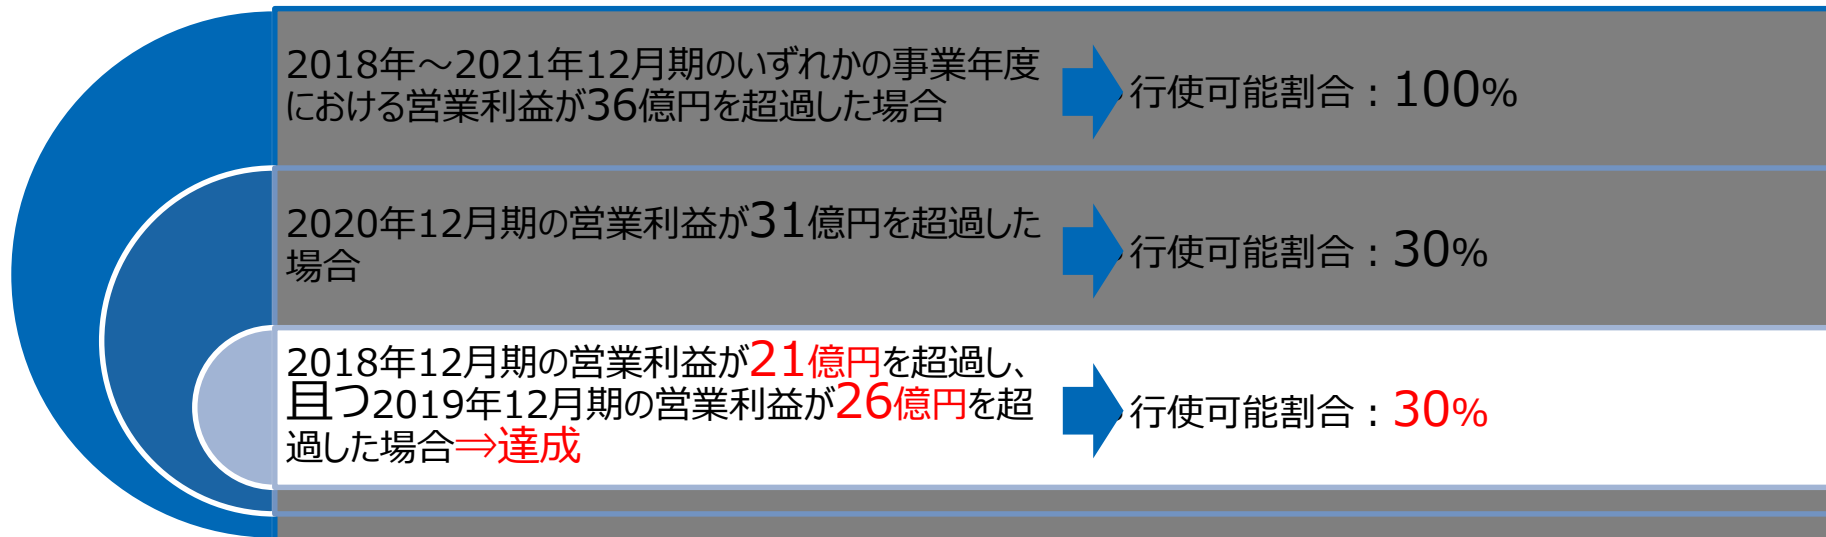 2018年～2021年12月期のいずれかの事業年度
における営業利益が36億円を超過した場合
行使可能割合：100%
2020年12月期の営業利益が31億円を超過した
場合
行使可能割合：30%
2018年12月期の営業利益が21億円を超過し、
且つ2019年12月期の営業利益が26億円を超
過した場合⇒達成
行使可能割合：30%